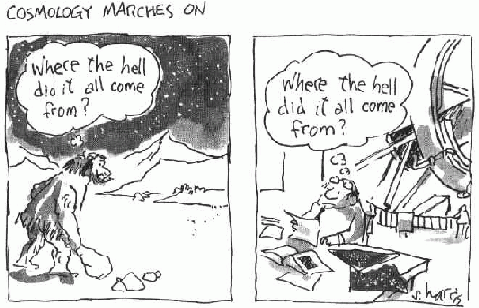 COSMOLOGY MARCHES ON
Where the hell
did it all come
from?
Where the hell
did it all come
from?
s. harris